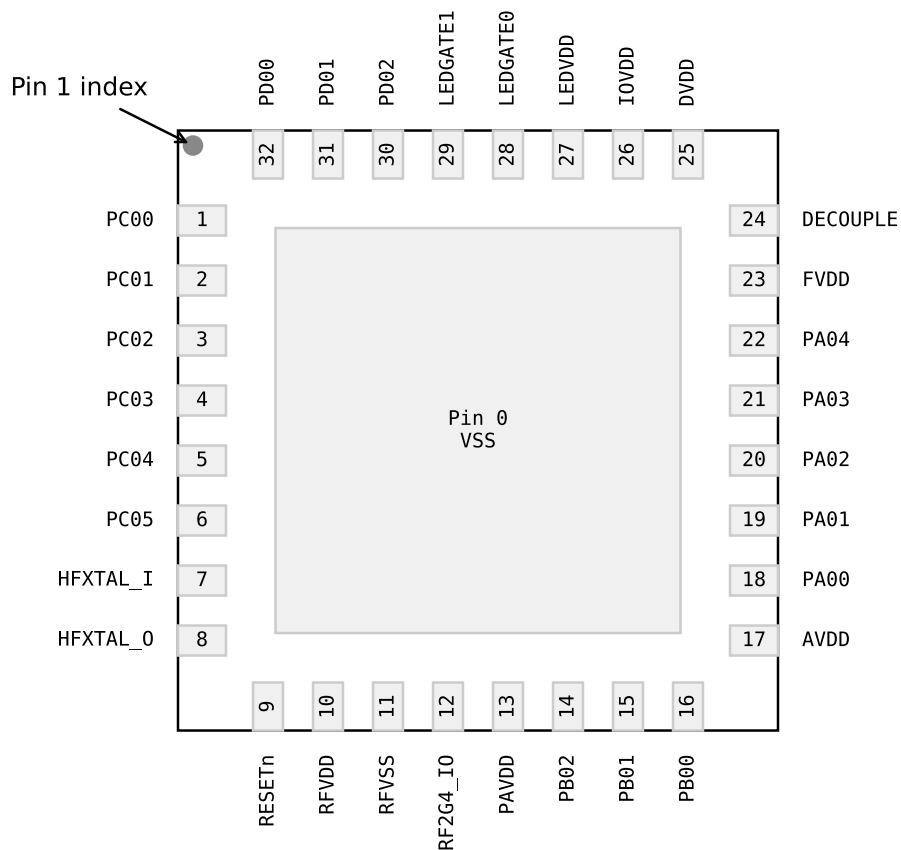 Pin 1 index
PD00
PD01
PD02
LEDGATE1
LEDGATE0
LEDVDD
IOVDD
DVDD
32
31
30
29
28
27
26
25
PC00 1
24 DECOUPLE
PC01 2
23 FVDD
PC02 3
22 PA04
PC03 4
21 PA03
Pin 0
VSS
PC04 5
20 PA02
PC05 6
19 PA01
HFXTAL_I 7
18 PA00
HFXTAL_O 8
17 AVDD
9
10
11
12
13
14
15
16
RESETn
RFVDD
RFVSS
RF2G4_IO
PAVDD
PB02
PB01
PB00